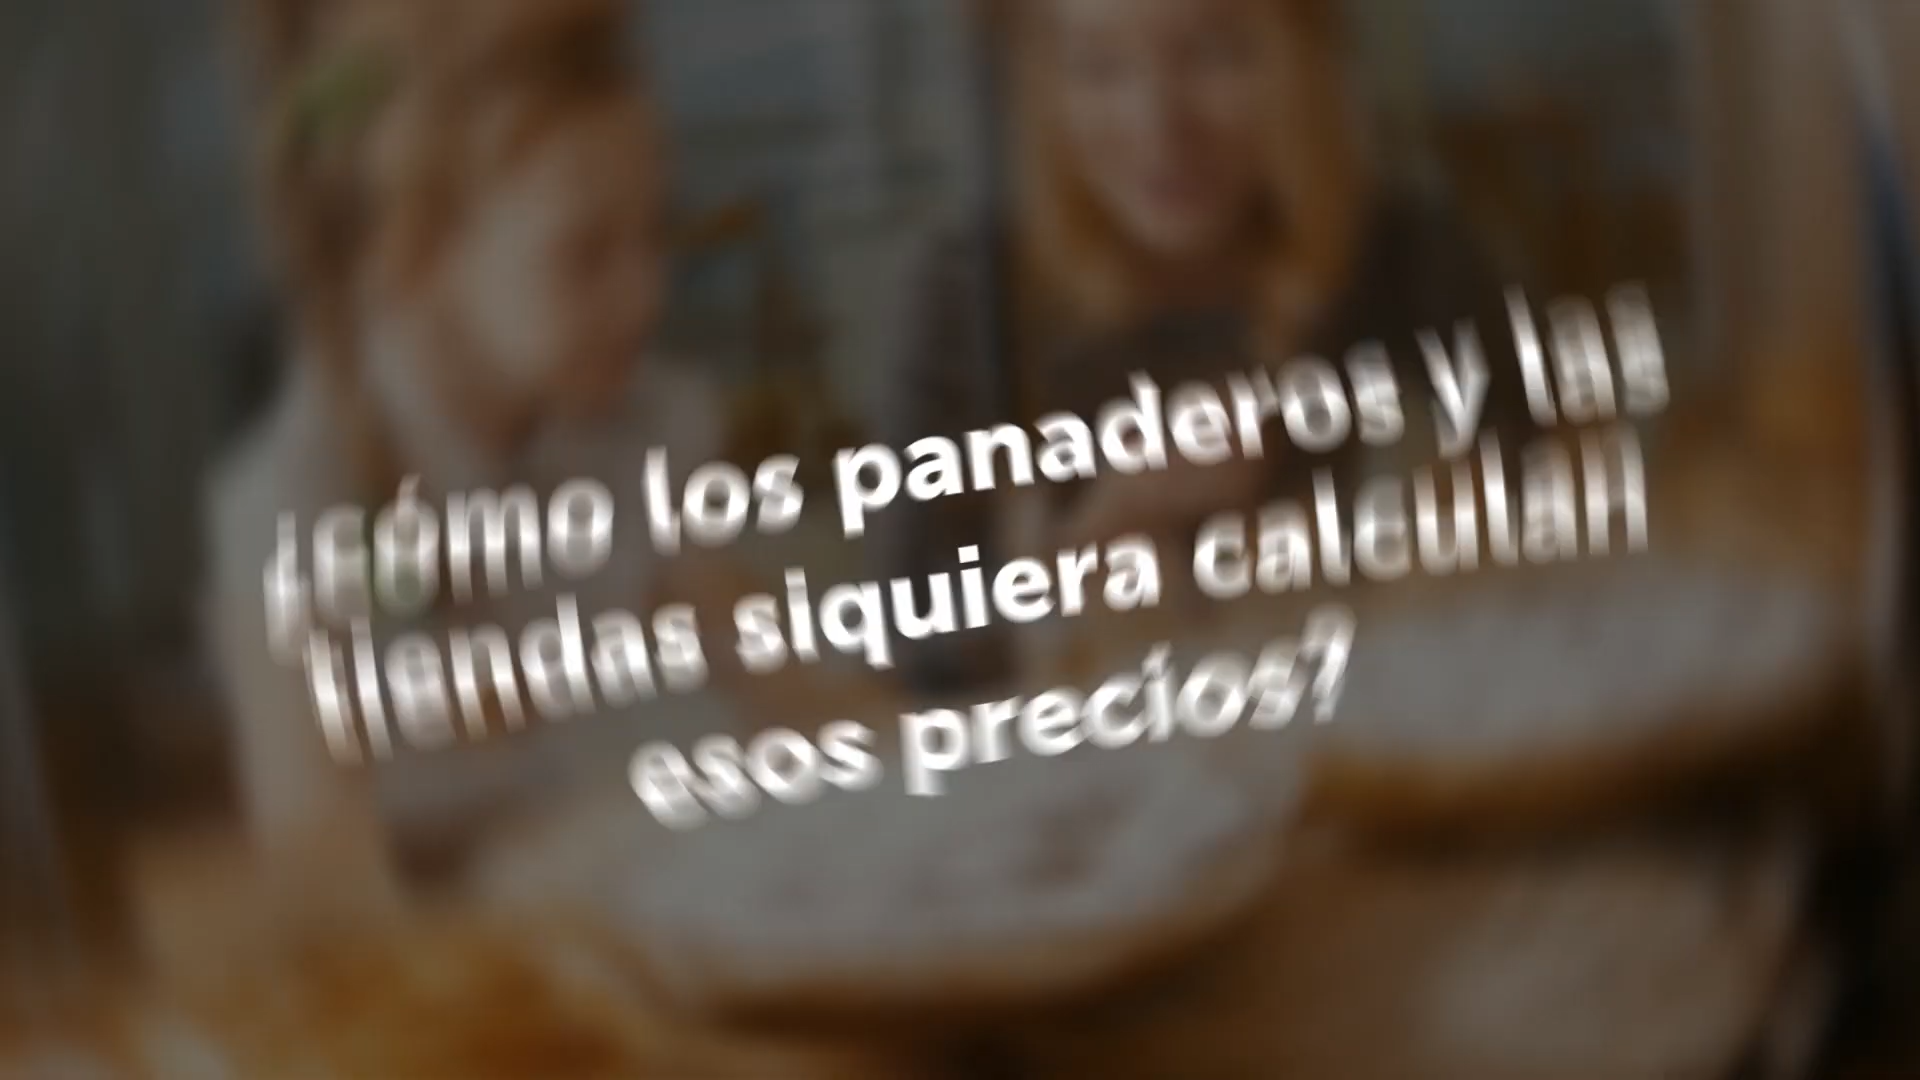 ¿Cómo los panaderos y las
tiendas siquiera calculan
esos precios?